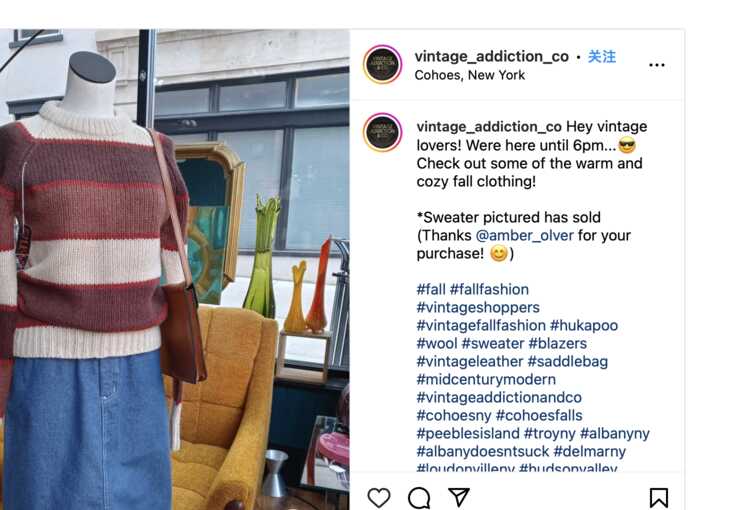 vintage_addiction_co • 关注
Cohoes, New York
vintage_addiction_co Hey vintage
lovers! Were here until 6pm...😎
Check out some of the warm and
cozy fall clothing!
*Sweater pictured has sold
(Thanks @amber_olver for your
purchase! 😊)
#fall #fallfashion
#vintageshoppers
#vintagefallfashion #hukapoo
#wool #sweater #blazers
#vintageleather #saddlebag
#midcenturymodern
#vintageaddictionandco
#cohoesny #cohoesfalls
#peeblesisland #troyny #albanyny
#albanydoesntsuck #delmarny
#loudonvilleny #hudsonvalley